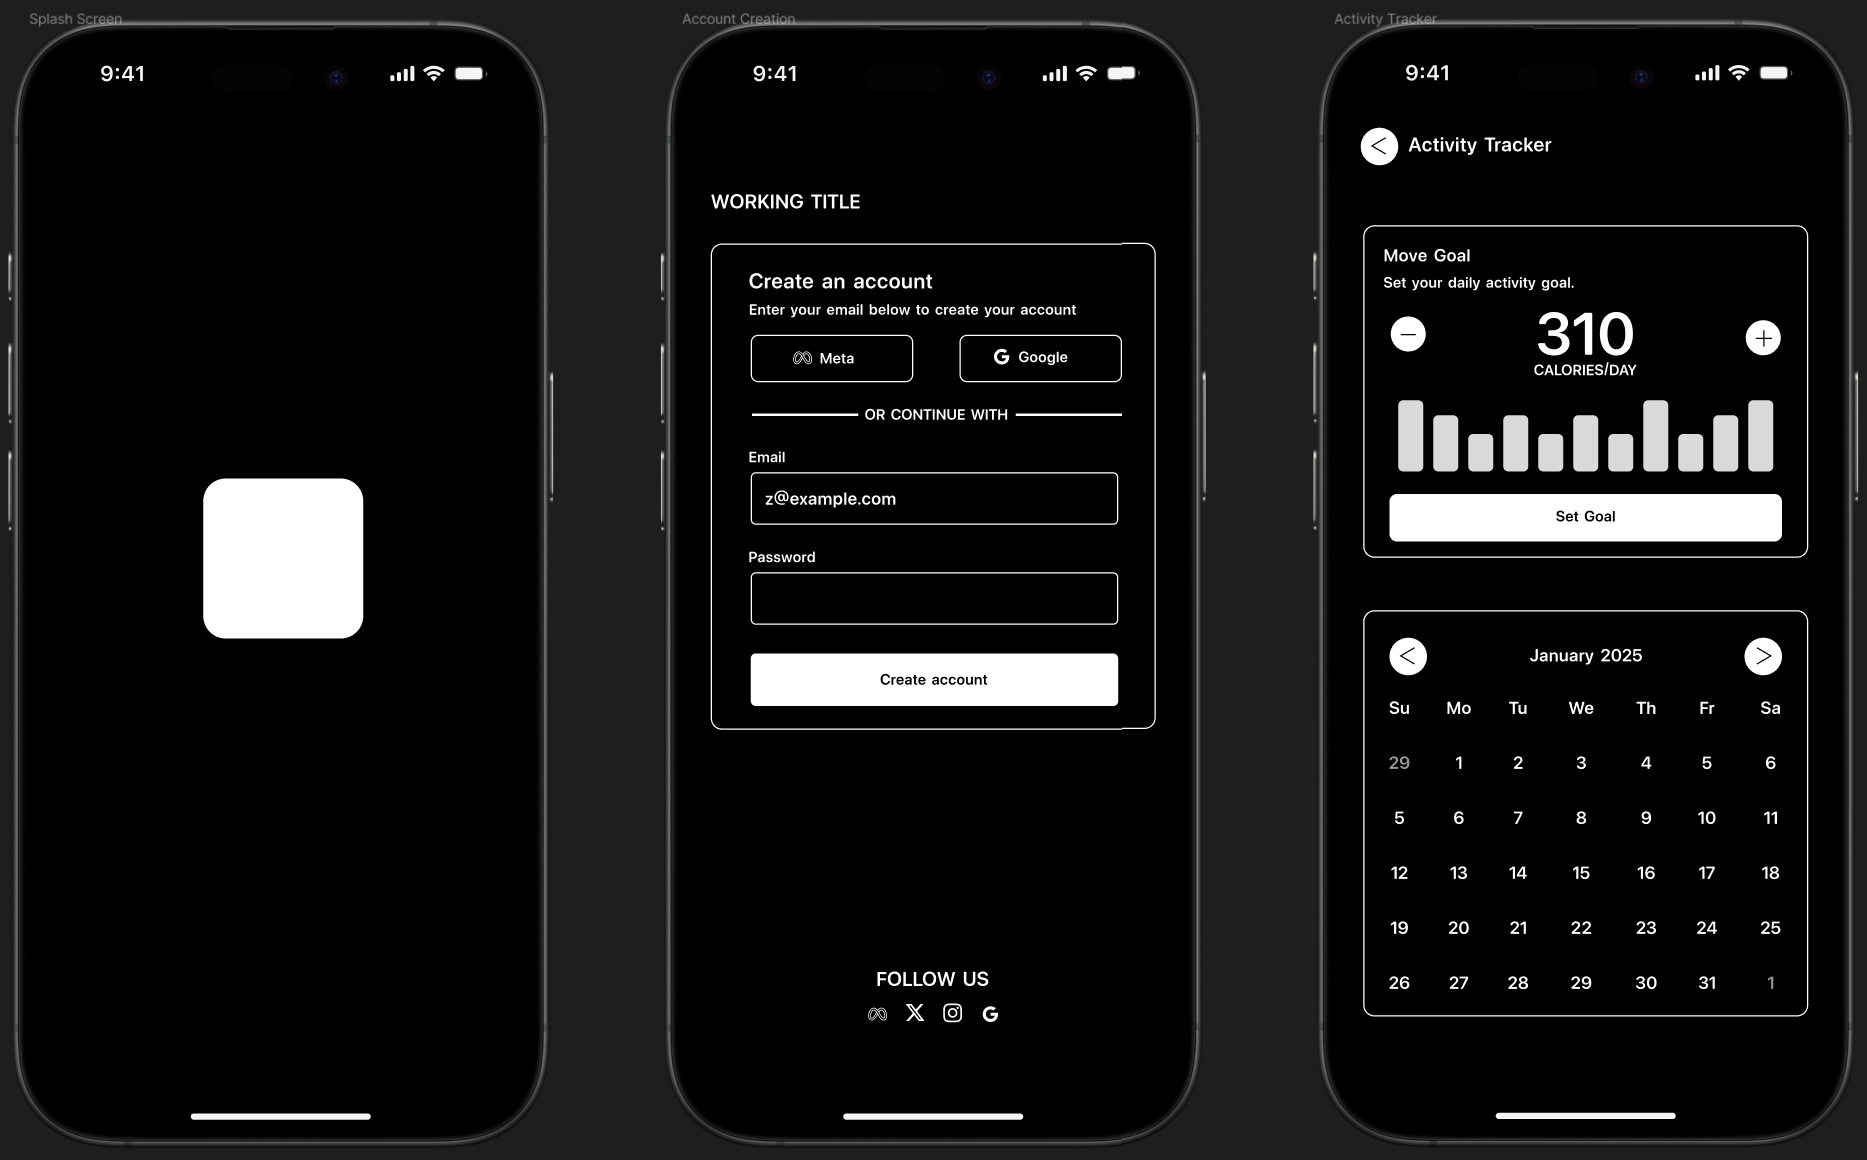 Splash Screen
9:41
Account Creation
9:41
WORKING TITLE
Create an account
Enter your email below to create your account
Meta
Google
OR CONTINUE WITH
Email
z@example.com
Password
Create account
FOLLOW US
Activity Tracker
9:41
Activity Tracker
Move Goal
Set your daily activity goal.
310
CALORIES/DAY
Set Goal
January 2025
Su Mo Tu We Th Fr Sa
29 1 2 3 4 5 6
5 6 7 8 9 10 11
12 13 14 15 16 17 18
19 20 21 22 23 24 25
26 27 28 29 30 31 1